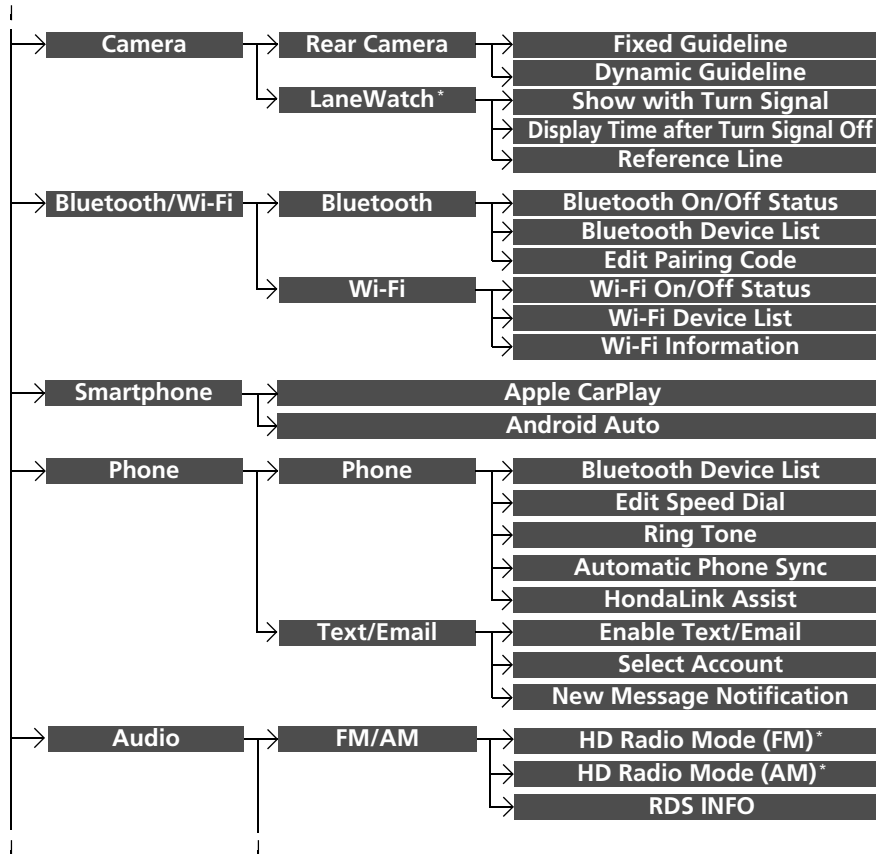 Camera
Rear Camera
Fixed Guideline
Dynamic Guideline
LaneWatch*
Show with Turn Signal
Display Time after Turn Signal Off
Reference Line
Bluetooth/Wi-Fi
Bluetooth
Bluetooth On/Off Status
Bluetooth Device List
Edit Pairing Code
Wi-Fi
Wi-Fi On/Off Status
Wi-Fi Device List
Wi-Fi Information
Smartphone
Apple CarPlay
Android Auto
Phone
Phone
Bluetooth Device List
Edit Speed Dial
Ring Tone
Automatic Phone Sync
HondaLink Assist
Text/Email
Enable Text/Email
Select Account
New Message Notification
Audio
FM/AM
HD Radio Mode (FM)*
HD Radio Mode (AM)*
RDS INFO